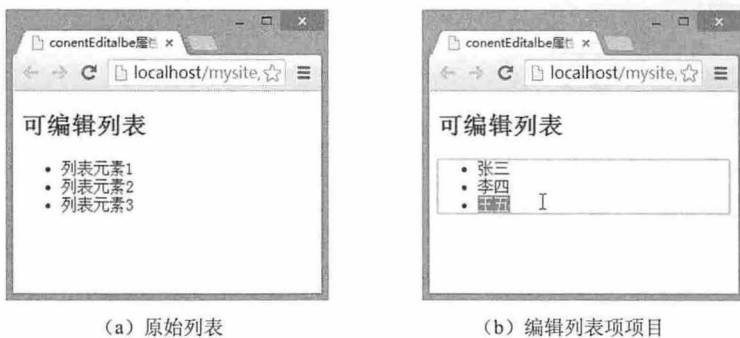 conentEditalbe属性
localhost/mysite,
可编辑列表
• 列表元素1
• 列表元素2
• 列表元素3
(a) 原始列表
conentEditalbe属性
localhost/mysite,
可编辑列表
• 张三
• 李四
• 王五
(b) 编辑列表项项目